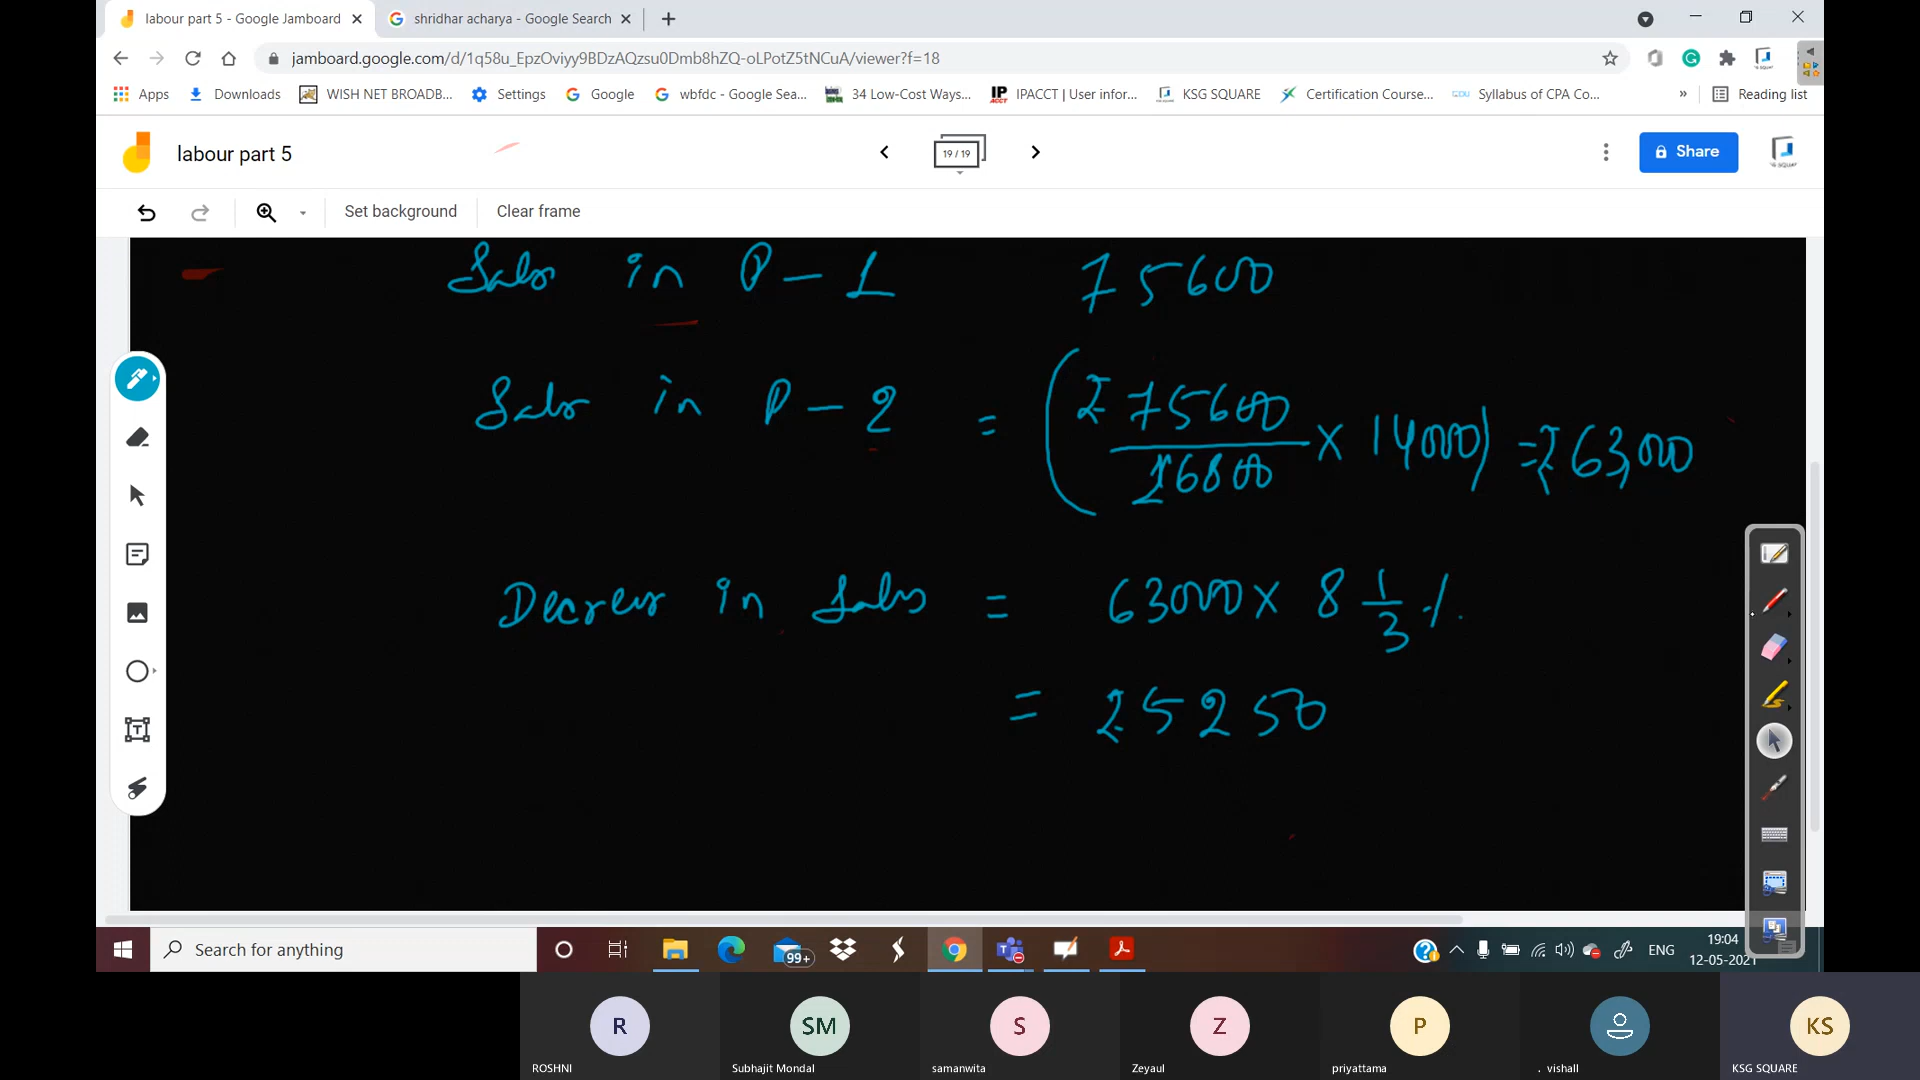 labour part 5 - Google Jamboard
shridhar acharya - Google Search
jamboard.google.com/d/1q58u_EpzOviyy9BDzAQzsu0Dmb8hZQ-oLPotZ5tNCuA/viewer?f=18
Apps
Downloads
WISH NET BROADB...
Settings
Google
wbfdc - Google Sea...
34 Low-Cost Ways...
IPACCT | User infor...
KSG SQUARE
Certification Course...
Syllabus of CPA Co...
»
Reading list
labour part 5
19 / 19
Share
Set background
Clear frame
Sales in P-1 75600
Sales in P-2 = (₹75600/16800 × 14000) = ₹63,000
Decrease in Sales = 63000 × 8 1/3 %
= 25250
Search for anything
99+
ENG
19:04
12-05-2021
R
SM
S
Z
P
KS
ROSHNI
Subhajit Mondal
samanwita
Zeyaul
priyattama
. vishall
KSG SQUARE